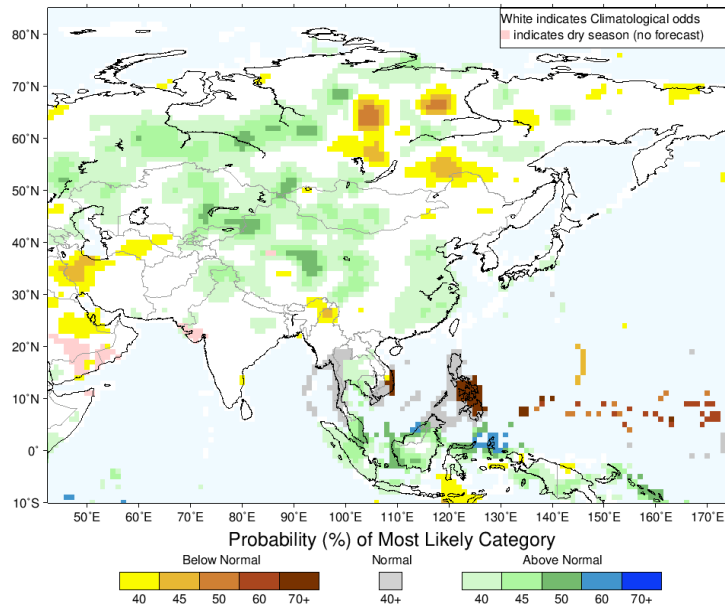 White indicates Climatological odds
indicates dry season (no forecast)
80°N
70°N
60°N
50°N
40°N
30°N
20°N
10°N
0°
10°S
50°E 60°E 70°E 80°E 90°E 100°E 110°E 120°E 130°E 140°E 150°E 160°E 170°E
Probability (%) of Most Likely Category
Below Normal Normal Above Normal
40 45 50 60 70+ 40+ 40 45 50 60 70+